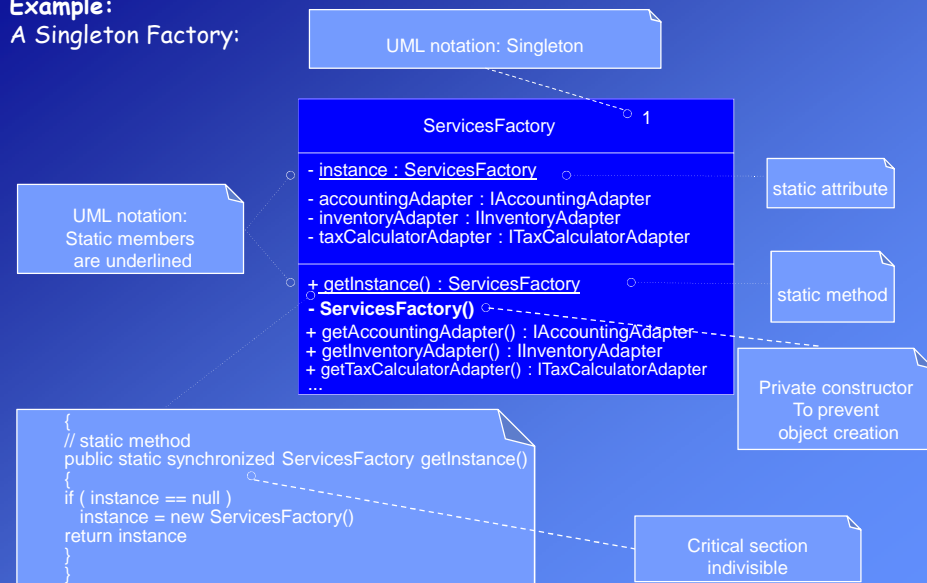 Example:
A Singleton Factory:
UML notation: Singleton
ServicesFactory
1
- instance : ServicesFactory
- accountingAdapter : IAccountingAdapter
- inventoryAdapter : IInventoryAdapter
- taxCalculatorAdapter : ITaxCalculatorAdapter
static attribute
UML notation:
Static members
are underlined
+ getInstance() : ServicesFactory
- ServicesFactory()
+ getAccountingAdapter() : IAccountingAdapter
+ getInventoryAdapter() : IInventoryAdapter
+ getTaxCalculatorAdapter() : ITaxCalculatorAdapter
...
static method
Private constructor
To prevent
object creation
{
// static method
public static synchronized ServicesFactory getInstance()
{
if ( instance == null )
instance = new ServicesFactory()
return instance
}
}
Critical section
indivisible